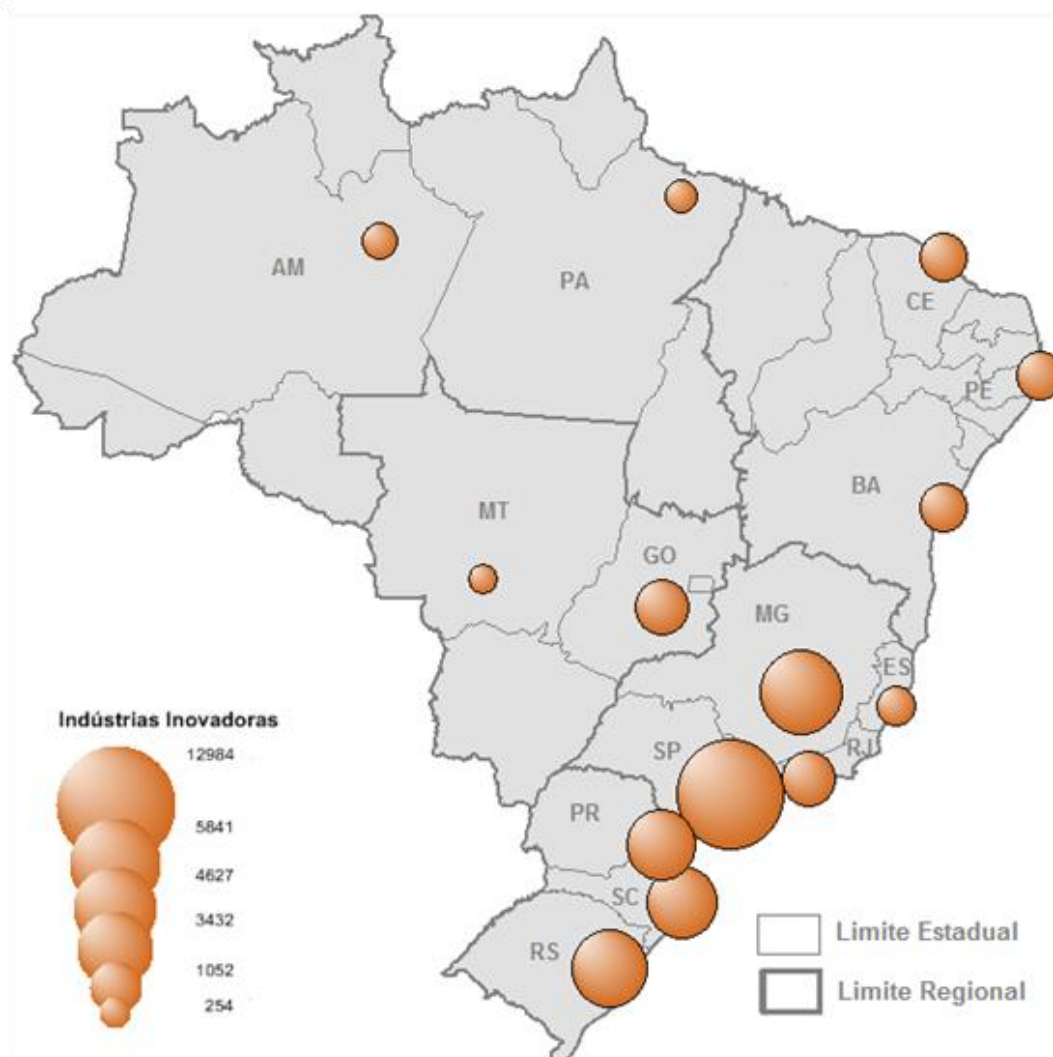 AM
PA
CE
PE
BA
MT
GO
MG
ES
SP
RJ
PR
SC
RS
Indústrias Inovadoras
12984
5841
4627
3432
1052
254
Limite Estadual
Limite Regional